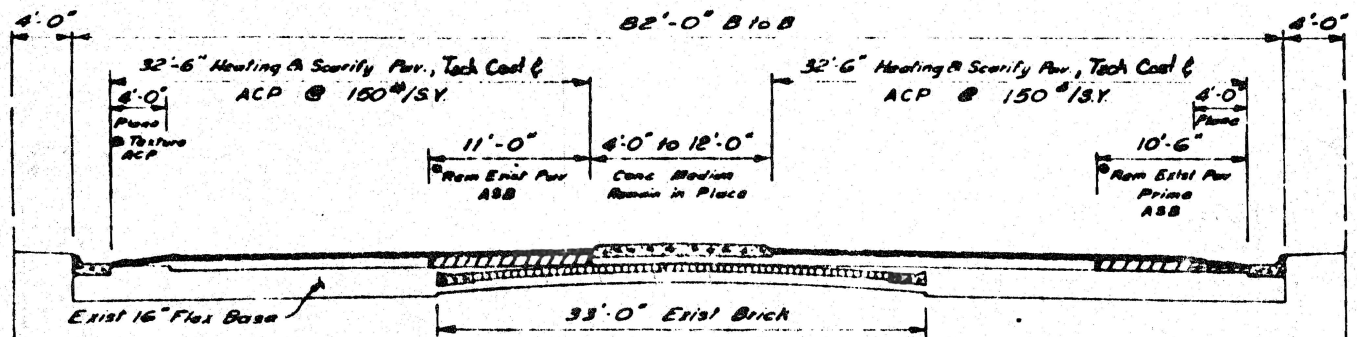 4'-0" 82'-0" B to B 4'-0"
32'-6" Heating & Scarify Pav., Tack Coat &
ACP @ 150#/S.Y.
32'-6" Heating & Scarify Pav., Tack Coat &
ACP @ 150#/S.Y.
4'-0"
Plane
& Texture
ACP
11'-0"
Rem Exist Pav
ASB
4'-0" to 12'-0"
Conc Median
Remain in Place
4'-0"
Plane
10'-6"
Rem Exist Pav
Prime
ASB
Exist 16" Flex Base
33'-0" Exist Brick